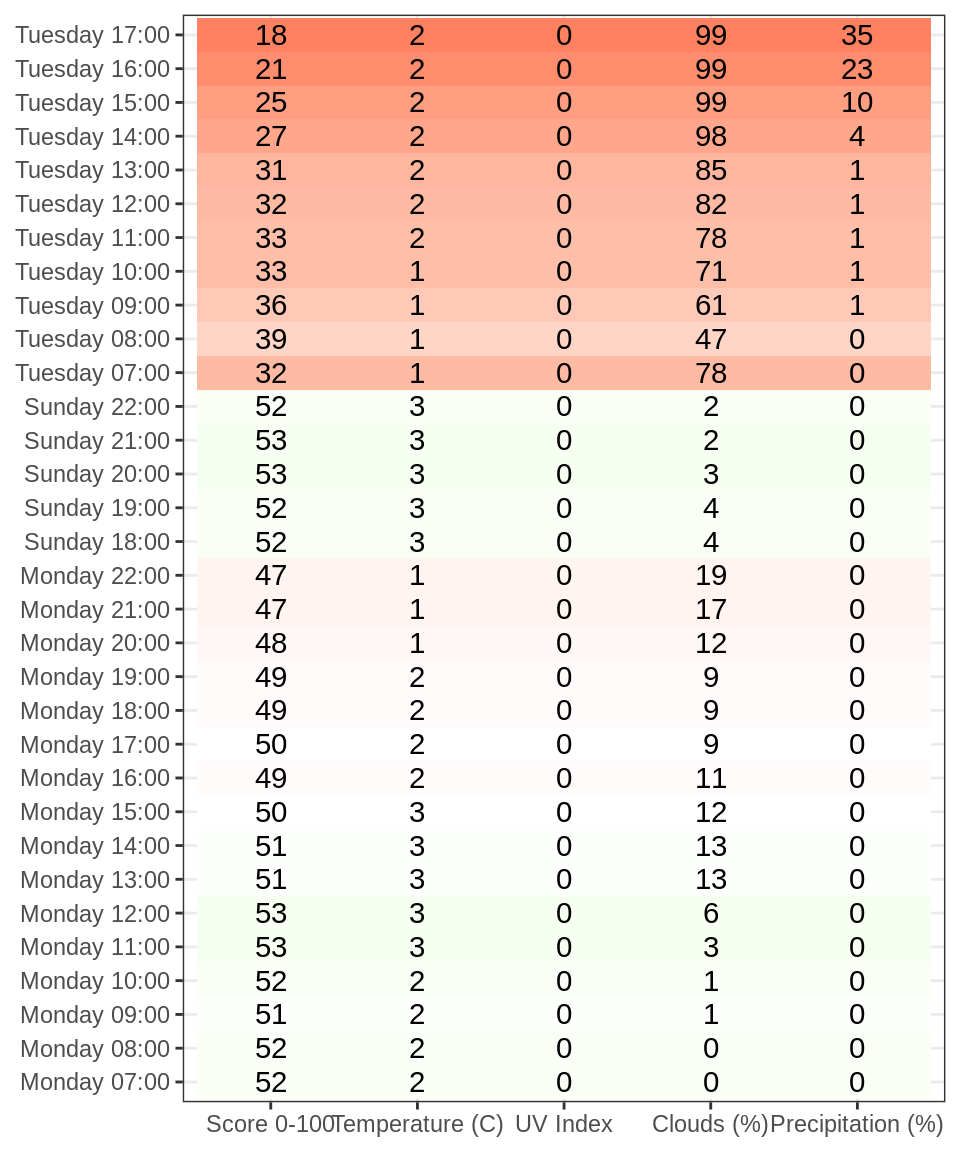 Tuesday 17:00 18 2 0 99 35
Tuesday 16:00 21 2 0 99 23
Tuesday 15:00 25 2 0 99 10
Tuesday 14:00 27 2 0 98 4
Tuesday 13:00 31 2 0 85 1
Tuesday 12:00 32 2 0 82 1
Tuesday 11:00 33 2 0 78 1
Tuesday 10:00 33 1 0 71 1
Tuesday 09:00 36 1 0 61 1
Tuesday 08:00 39 1 0 47 0
Tuesday 07:00 32 1 0 78 0
Sunday 22:00 52 3 0 2 0
Sunday 21:00 53 3 0 2 0
Sunday 20:00 53 3 0 3 0
Sunday 19:00 52 3 0 4 0
Sunday 18:00 52 3 0 4 0
Monday 22:00 47 1 0 19 0
Monday 21:00 47 1 0 17 0
Monday 20:00 48 1 0 12 0
Monday 19:00 49 2 0 9 0
Monday 18:00 49 2 0 9 0
Monday 17:00 50 2 0 9 0
Monday 16:00 49 2 0 11 0
Monday 15:00 50 3 0 12 0
Monday 14:00 51 3 0 13 0
Monday 13:00 51 3 0 13 0
Monday 12:00 53 3 0 6 0
Monday 11:00 53 3 0 3 0
Monday 10:00 52 2 0 1 0
Monday 09:00 51 2 0 1 0
Monday 08:00 52 2 0 0 0
Monday 07:00 52 2 0 0 0
Score 0-100 Temperature (C) UV Index Clouds (%) Precipitation (%)